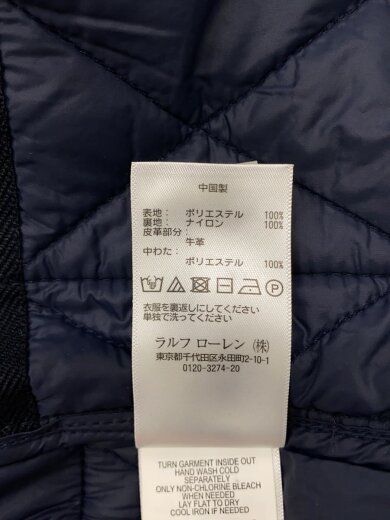 中国製
表地: ポリエステル 100%
裏地: ナイロン 100%
皮革部分:
牛革
中わた:
ポリエステル 100%
衣服を裏返しにしてください
単独で洗ってください
ラルフ ローレン (株)
東京都千代田区永田町2-10-1
0120-3274-20
TURN GARMENT INSIDE OUT
HAND WASH COLD
SEPARATELY
ONLY NON-CHLORINE BLEACH
WHEN NEEDED
LAY FLAT TO DRY
COOL IRON IF NEEDED